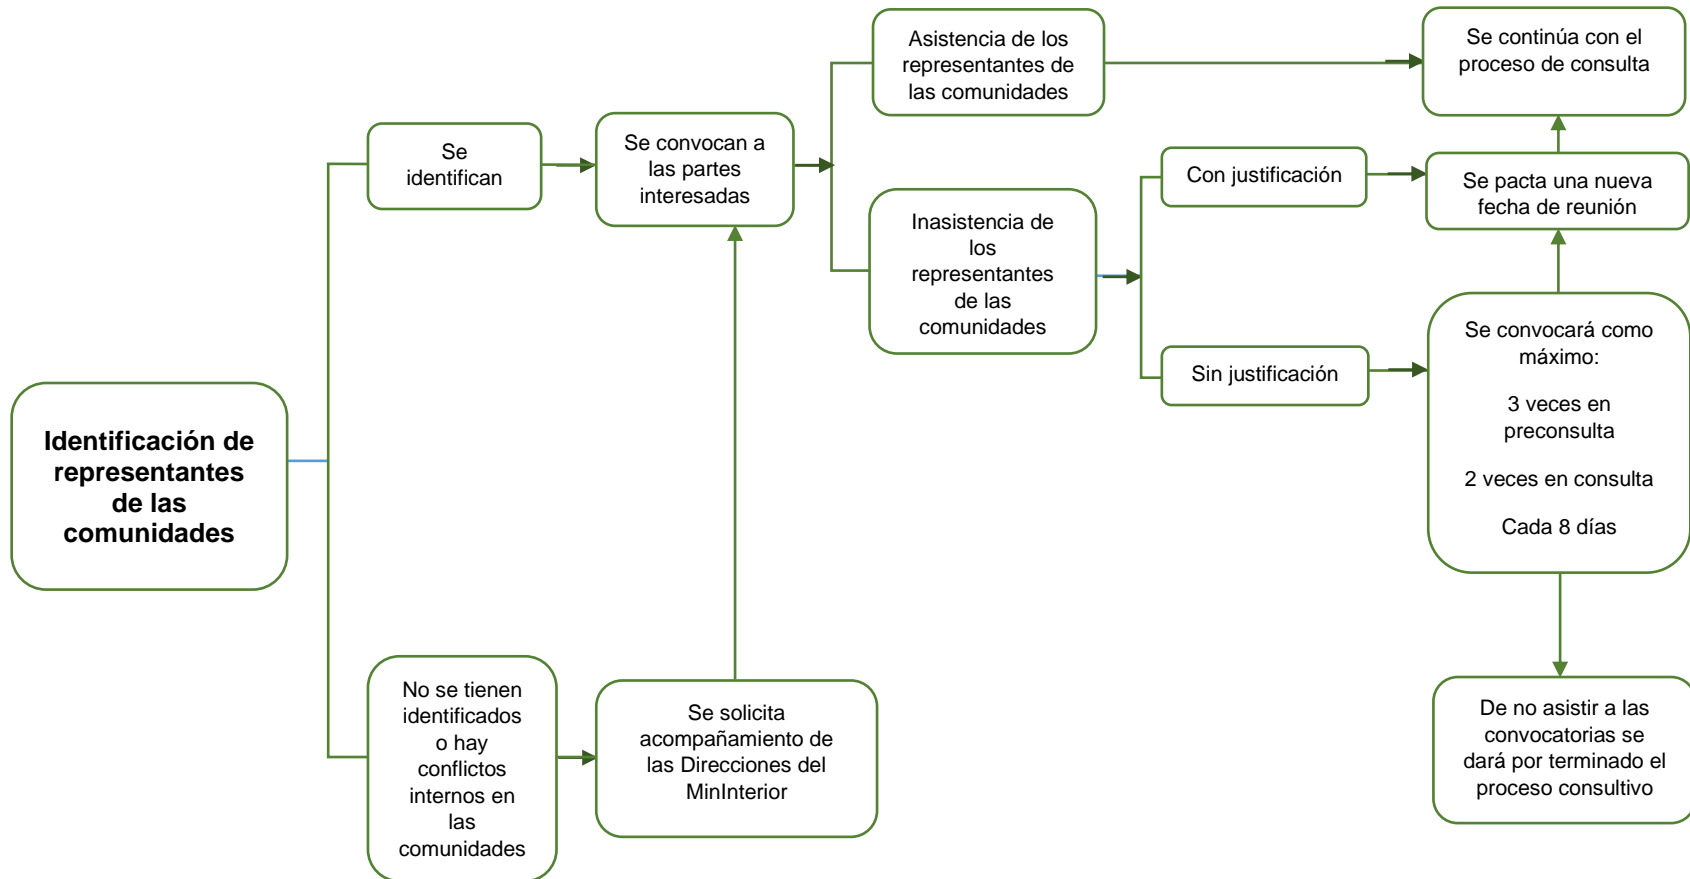 Identificación de
representantes
de las
comunidades
Se
identifican
No se tienen
identificados
o hay
conflictos
internos en
las
comunidades
Se convocan a
las partes
interesadas
Se solicita
acompañamiento de
las Direcciones del
MinInterior
Asistencia de los
representantes de
las comunidades
Inasistencia de
los
representantes
de las
comunidades
Con justificación
Sin justificación
Se continúa con el
proceso de consulta
Se pacta una nueva
fecha de reunión
Se convocará como
máximo:
3 veces en
preconsulta
2 veces en consulta
Cada 8 días
De no asistir a las
convocatorias se
dará por terminado el
proceso consultivo